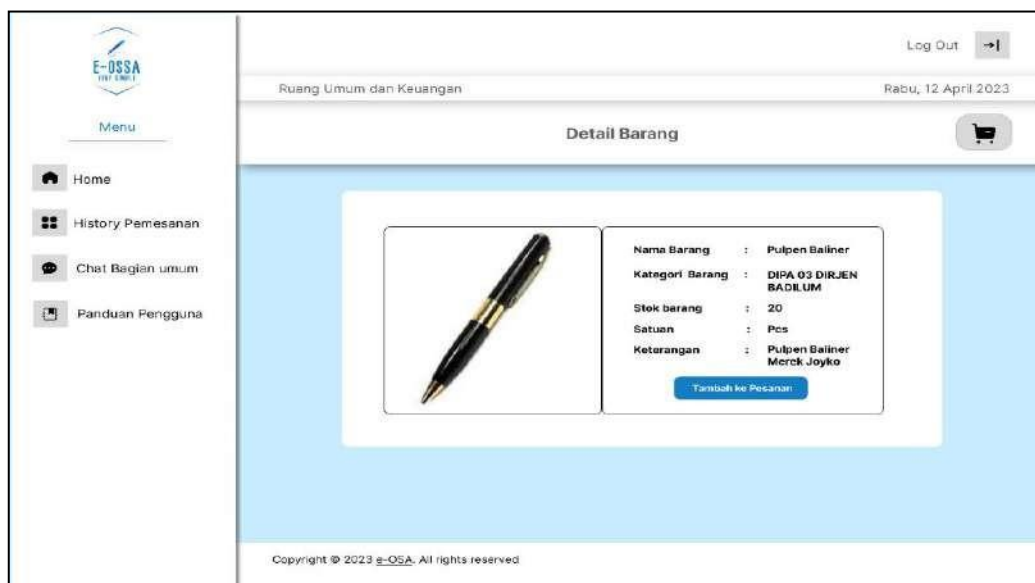 E-OSSA
Menu
Home
History Pemesanan
Chat Bagian umum
Panduan Pengguna
Log Out
Ruang Umum dan Keuangan Rabu, 12 April 2023
Detail Barang
Nama Barang : Pulpen Baliner
Kategori Barang : DIPA 03 DIRJEN
BADILUM
Stok barang : 20
Satuan : Pcs
Keterangan : Pulpen Baliner
Merek Joyko
Tambah ke Pesanan
Copyright © 2023 e-OSA. All rights reserved